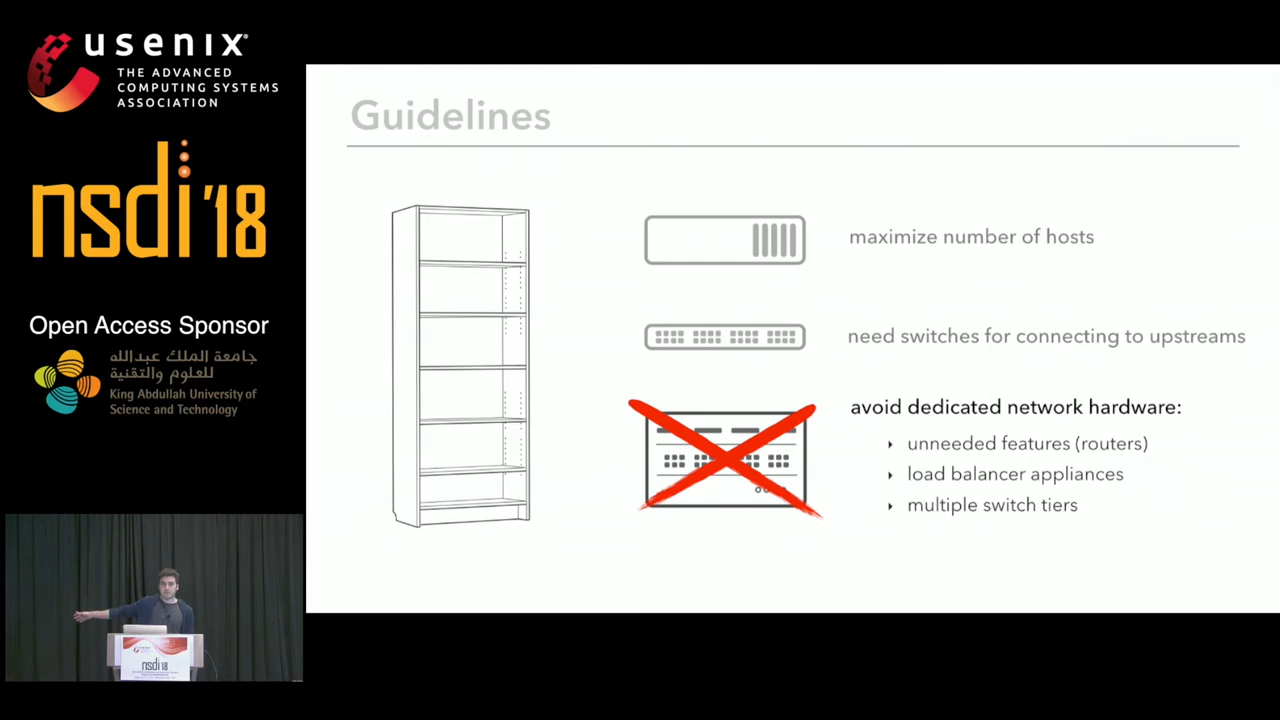 usenix
THE ADVANCED
COMPUTING SYSTEMS
ASSOCIATION
nsdi '18
Open Access Sponsor
جامعة الملك عبدالله
للعلوم والتقنية
King Abdullah University of
Science and Technology
Guidelines
maximize number of hosts
need switches for connecting to upstreams
avoid dedicated network hardware:
unneeded features (routers)
load balancer appliances
multiple switch tiers
nsdi'18